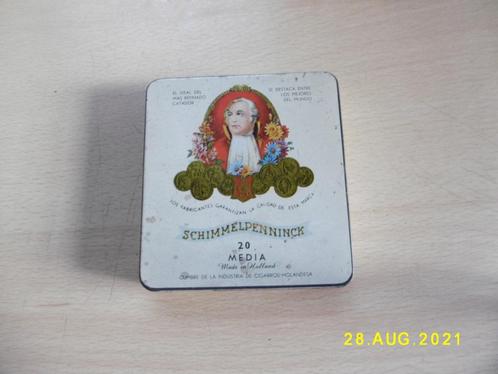 EL IDEAL DEL
MAS REFINADO
CATADOR
SE DESTACA ENTRE
LOS MEJORES
DEL MUNDO
LOS FABRICANTES GARANTIZAN LA CALIDAD DE ESTA MARCA
SCHIMMELPENNINCK
20
MEDIA
Made in Holland
CUMBRE DE LA INDUSTRIA DE CIGARROS-HOLANDESA
28.AUG.2021